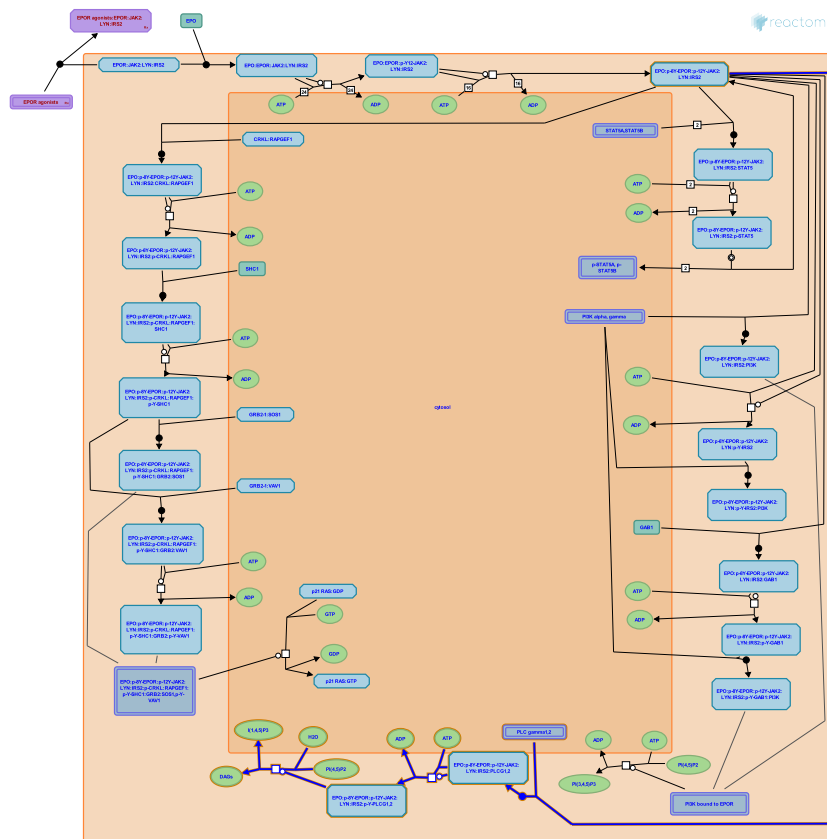 EPOR agonists:EPOR:JAK2:
LYN:IRS2
EPO
reactom
EPOR:JAK2:LYN:IRS2
EPO:EPOR:JAK2:LYN:IRS2
EPO:EPOR:p-Y12-JAK2:
LYN:IRS2
EPO:p-8Y-EPOR:p-12Y-JAK2:
LYN:IRS2
EPOR agonists
24
24
16
16
ATP
ADP
ATP
ADP
CRKL:RAPGEF1
STAT5A,STAT5B
2
EPO:p-8Y-EPOR:p-12Y-JAK2:
LYN:IRS2:CRKL:RAPGEF1
ATP
EPO:p-8Y-EPOR:p-12Y-JAK2:
LYN:IRS2:STAT5
ATP
2
ADP
2
ADP
EPO:p-8Y-EPOR:p-12Y-JAK2:
LYN:IRS2:p-CRKL:RAPGEF1
EPO:p-8Y-EPOR:p-12Y-JAK2:
LYN:IRS2:p-STAT5
SHC1
p-STAT5A, p-
STAT5B
2
EPO:p-8Y-EPOR:p-12Y-JAK2:
LYN:IRS2:p-CRKL:RAPGEF1:
SHC1
PI3K alpha, gamma
ATP
EPO:p-8Y-EPOR:p-12Y-JAK2:
LYN:IRS2:PI3K
ADP
ATP
EPO:p-8Y-EPOR:p-12Y-JAK2:
LYN:IRS2:p-CRKL:RAPGEF1:
p-Y-SHC1
cytosol
GRB2-1:SOS1
ADP
EPO:p-8Y-EPOR:p-12Y-JAK2:
LYN:p-Y-IRS2
EPO:p-8Y-EPOR:p-12Y-JAK2:
LYN:IRS2:p-CRKL:RAPGEF1:
p-Y-SHC1:GRB2:SOS1
GRB2-1:VAV1
EPO:p-8Y-EPOR:p-12Y-JAK2:
LYN:p-Y-IRS2:PI3K
GAB1
EPO:p-8Y-EPOR:p-12Y-JAK2:
LYN:IRS2:p-CRKL:RAPGEF1:
p-Y-SHC1:GRB2:VAV1
ATP
EPO:p-8Y-EPOR:p-12Y-JAK2:
LYN:IRS2:GAB1
ATP
ADP
p21 RAS:GDP
GTP
ADP
EPO:p-8Y-EPOR:p-12Y-JAK2:
LYN:IRS2:p-CRKL:RAPGEF1:
p-Y-SHC1:GRB2:p-Y-VAV1
EPO:p-8Y-EPOR:p-12Y-JAK2:
LYN:IRS2:p-Y-GAB1
GDP
p21 RAS:GTP
EPO:p-8Y-EPOR:p-12Y-JAK2:
LYN:IRS2:p-CRKL:RAPGEF1:
p-Y-SHC1:GRB2:SOS1,p-Y-
VAV1
EPO:p-8Y-EPOR:p-12Y-JAK2:
LYN:IRS2:p-Y-GAB1:PI3K
I(1,4,5)P3
H2O
ADP
ATP
PLC gamma1,2
ADP
ATP
DAGs
PI(4,5)P2
EPO:p-8Y-EPOR:p-12Y-JAK2:
LYN:IRS2:PLCG1,2
PI(4,5)P2
PI(3,4,5)P3
EPO:p-8Y-EPOR:p-12Y-JAK2:
LYN:IRS2:p-Y-PLCG1,2
PI3K bound to EPOR